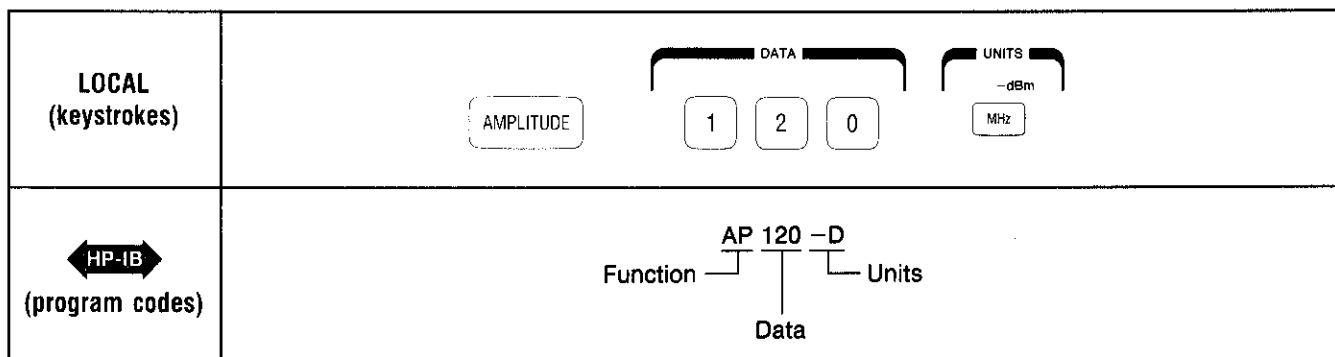 LOCAL
(keystrokes)
DATA
UNITS
-dBm
AMPLITUDE
1
2
0
MHz
HP-IB
(program codes)
AP 120 -D
Function
Units
Data